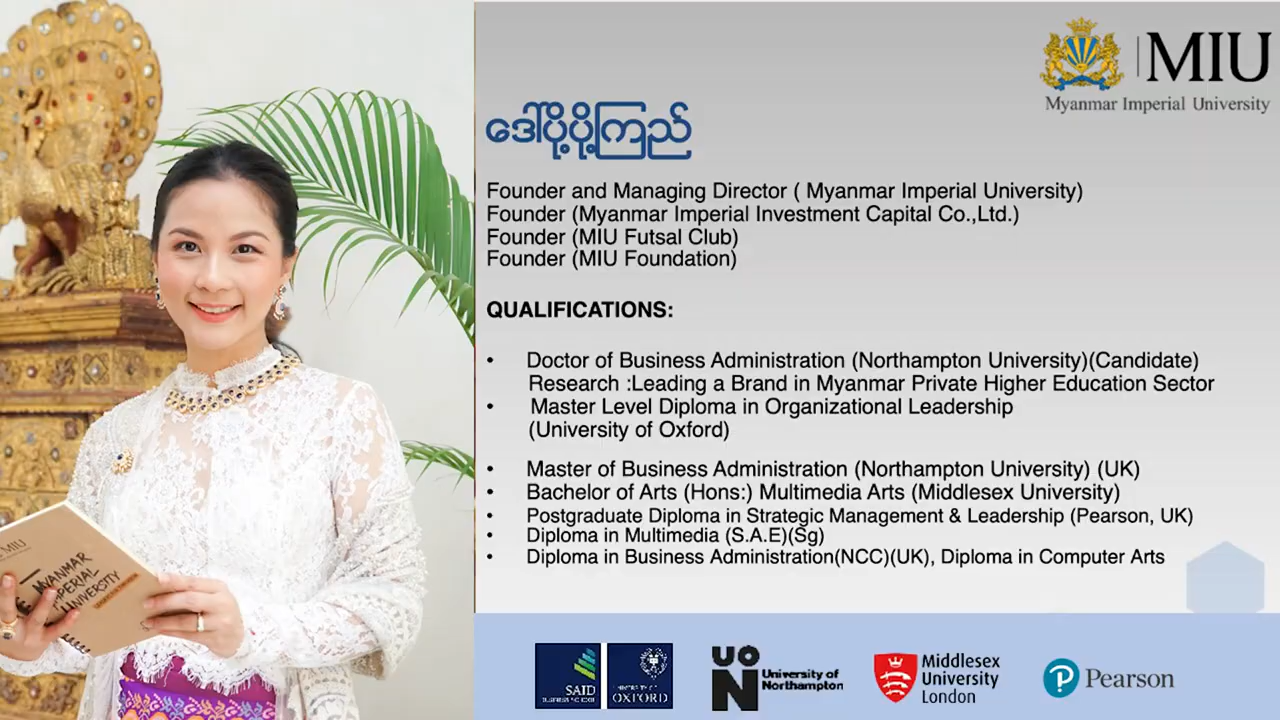 MIU
Myanmar Imperial University
ဒေါ်ပို့ပို့ကြည်
Founder and Managing Director ( Myanmar Imperial University)
Founder (Myanmar Imperial Investment Capital Co.,Ltd.)
Founder (MIU Futsal Club)
Founder (MIU Foundation)
QUALIFICATIONS:
• Doctor of Business Administration (Northampton University)(Candidate)
Research :Leading a Brand in Myanmar Private Higher Education Sector
• Master Level Diploma in Organizational Leadership
(University of Oxford)
• Master of Business Administration (Northampton University) (UK)
• Bachelor of Arts (Hons:) Multimedia Arts (Middlesex University)
• Postgraduate Diploma in Strategic Management & Leadership (Pearson, UK)
• Diploma in Multimedia (S.A.E)(Sg)
• Diploma in Business Administration(NCC)(UK), Diploma in Computer Arts
MIU
MYANMAR
IMPERIAL
UNIVERSITY
SAID
BUSINESS SCHOOL
UNIVERSITY OF
OXFORD
UON
University of
Northampton
Middlesex
University
London
P Pearson